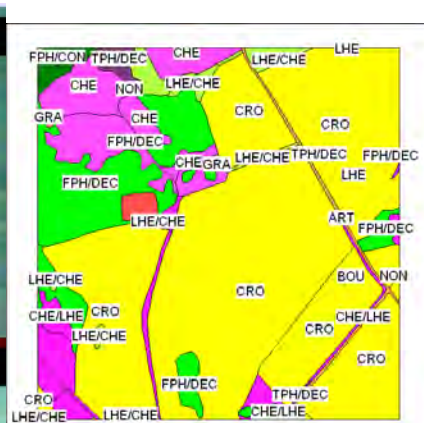 CHE LHE
FPH/CON TPH/DEC LHE/CHE
CHE NON LHE/CHE
GRA CHE CRO CRO
FPH/DEC
CHE GRA LHE/CHE TPH/DEC FPH/DEC
FPH/DEC LHE
LHE/CHE ART
FPH/DEC
LHE/CHE BOU NON
CRO
CHE/LHE CRO CHE/LHE
LHE/CHE CRO
CRO
FPH/DEC
CRO TPH/DEC
LHE/CHE LHE/CHE CHE/LHE